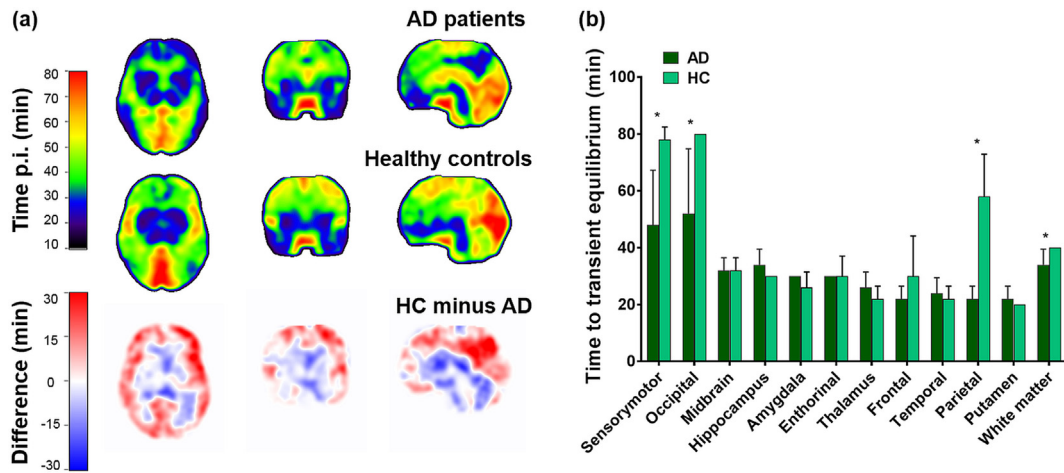 (a)
AD patients
Time p.i. (min)
80
70
60
50
40
30
20
10
Healthy controls
HC minus AD
Difference (min)
30
15
0
-15
-30
(b)
AD
HC
Time to transient equilibrium (min)
100
80
60
40
20
0
* * * *
Sensorymotor
Occipital
Midbrain
Hippocampus
Amygdala
Enthorinal
Thalamus
Frontal
Temporal
Parietal
Putamen
White matter